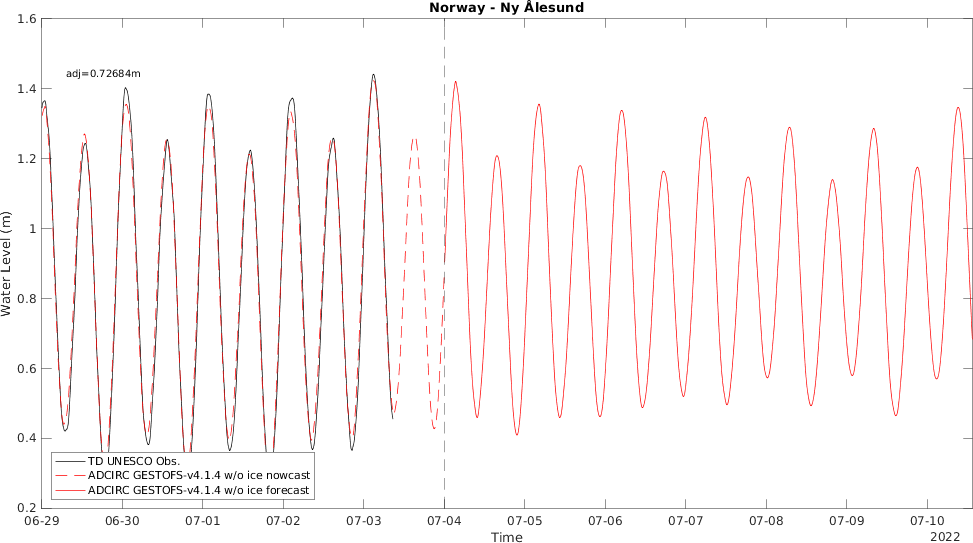 Norway - Ny Ålesund
adj=0.72684m
Water Level (m)
1.6
1.4
1.2
1
0.8
0.6
0.4
0.2
TD UNESCO Obs.
ADCIRC GESTOFS-v4.1.4 w/o ice nowcast
ADCIRC GESTOFS-v4.1.4 w/o ice forecast
06-29 06-30 07-01 07-02 07-03 07-04 07-05 07-06 07-07 07-08 07-09 07-10
2022
Time